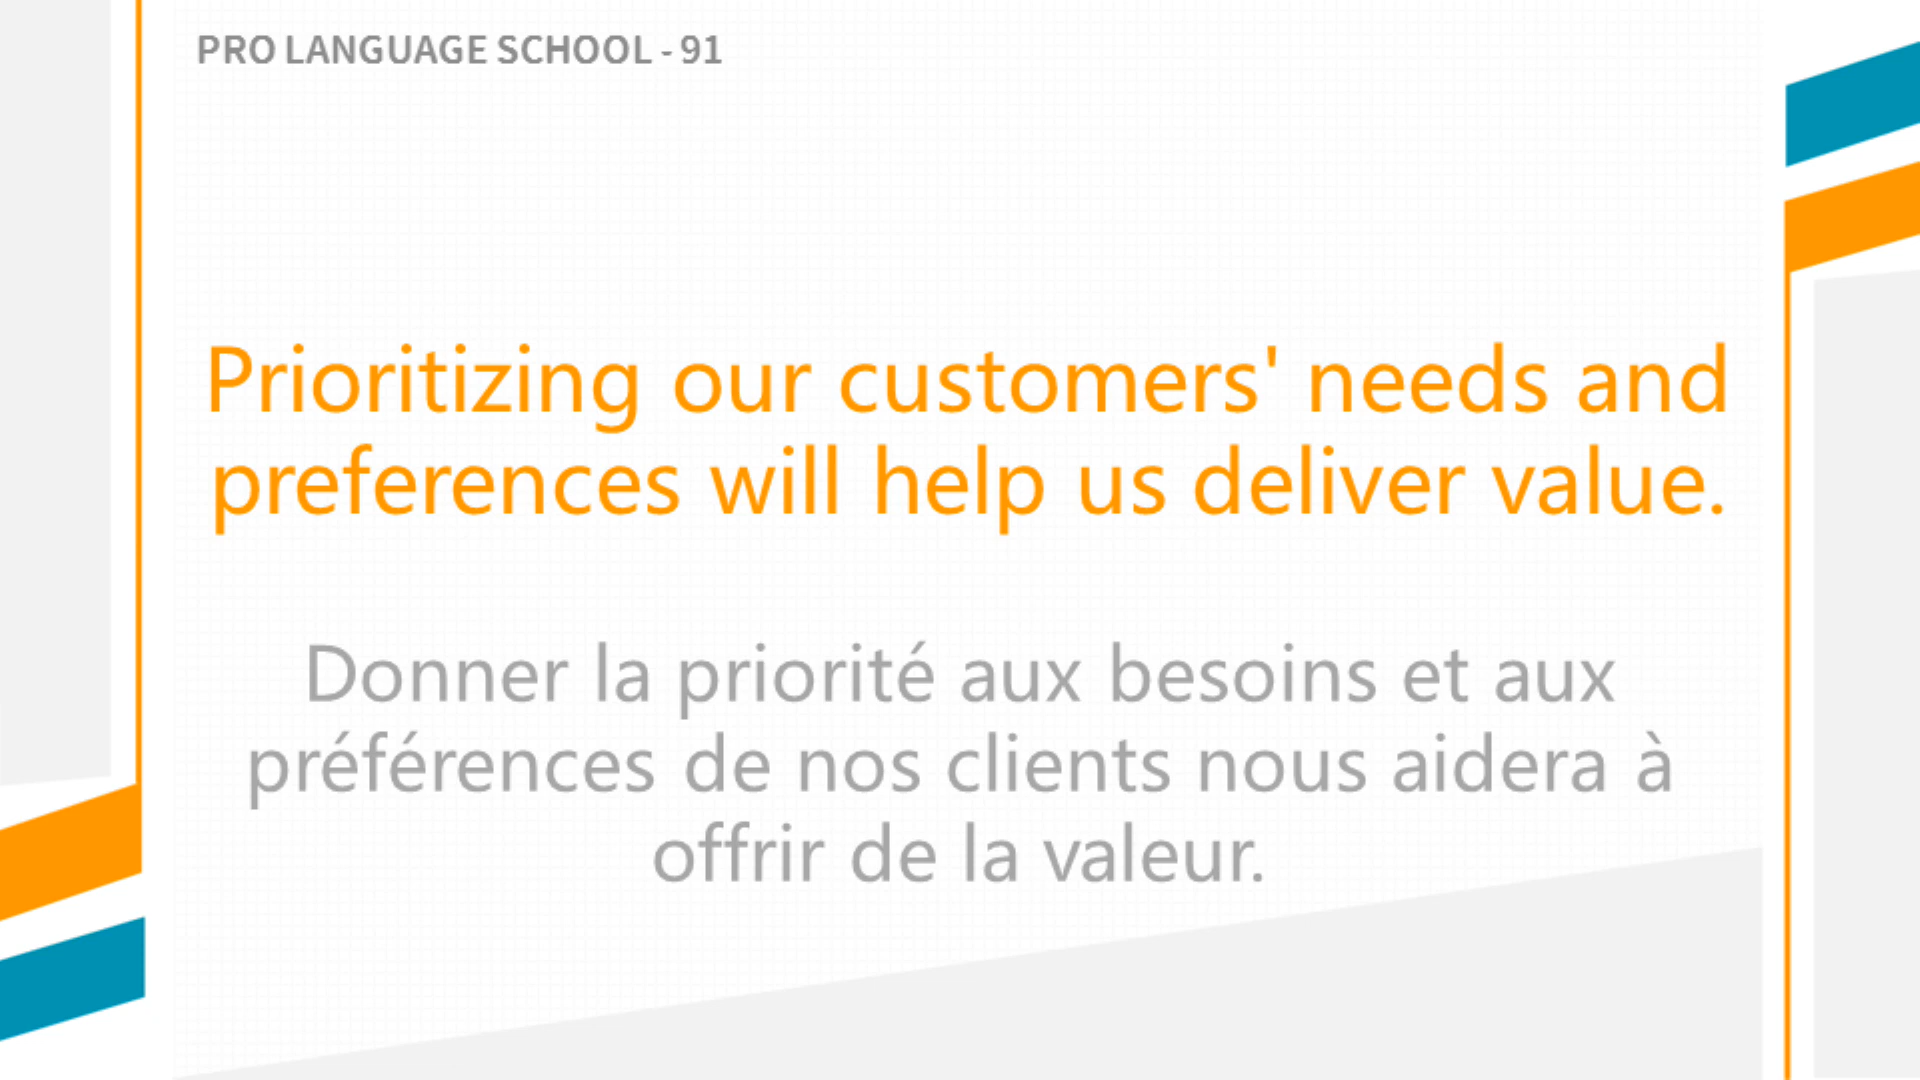 PRO LANGUAGE SCHOOL - 91
Prioritizing our customers' needs and
preferences will help us deliver value.
Donner la priorité aux besoins et aux
préférences de nos clients nous aidera à
offrir de la valeur.